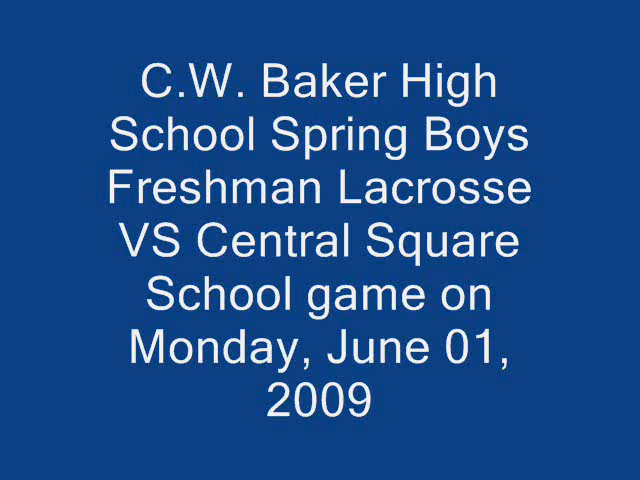 C.W. Baker High
School Spring Boys
Freshman Lacrosse
VS Central Square
School game on
Monday, June 01,
2009